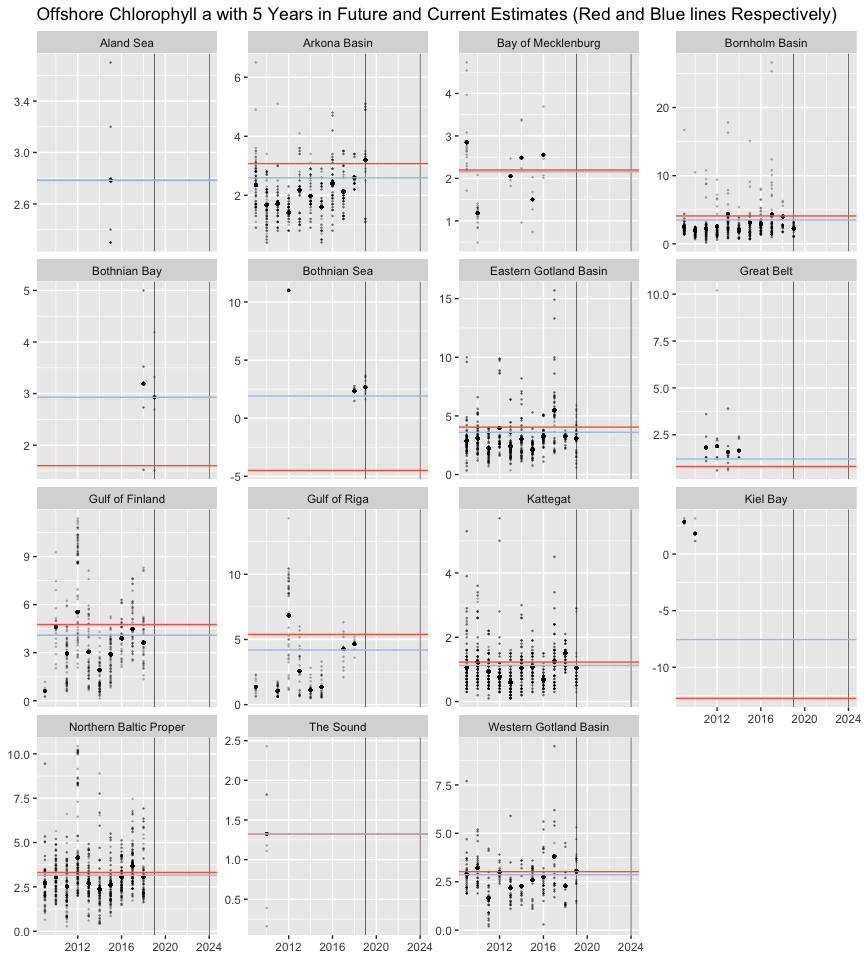 Offshore Chlorophyll a with 5 Years in Future and Current Estimates (Red and Blue lines Respectively)
Aland Sea
Arkona Basin
Bay of Mecklenburg
Bornholm Basin
3.4
3.0
2.6
6
4
2
4
3
2
1
20
10
0
Bothnian Bay
Bothnian Sea
Eastern Gotland Basin
Great Belt
5
4
3
2
10
5
0
-5
15
10
5
0
10.0
7.5
5.0
2.5
Gulf of Finland
Gulf of Riga
Kattegat
Kiel Bay
9
6
3
0
10
5
0
4
2
0
0
-5
-10
2012 2016 2020 2024
Northern Baltic Proper
The Sound
Western Gotland Basin
10.0
7.5
5.0
2.5
0.0
2.5
2.0
1.5
1.0
0.5
7.5
5.0
2.5
0.0
2012 2016 2020 2024
2012 2016 2020 2024
2012 2016 2020 2024